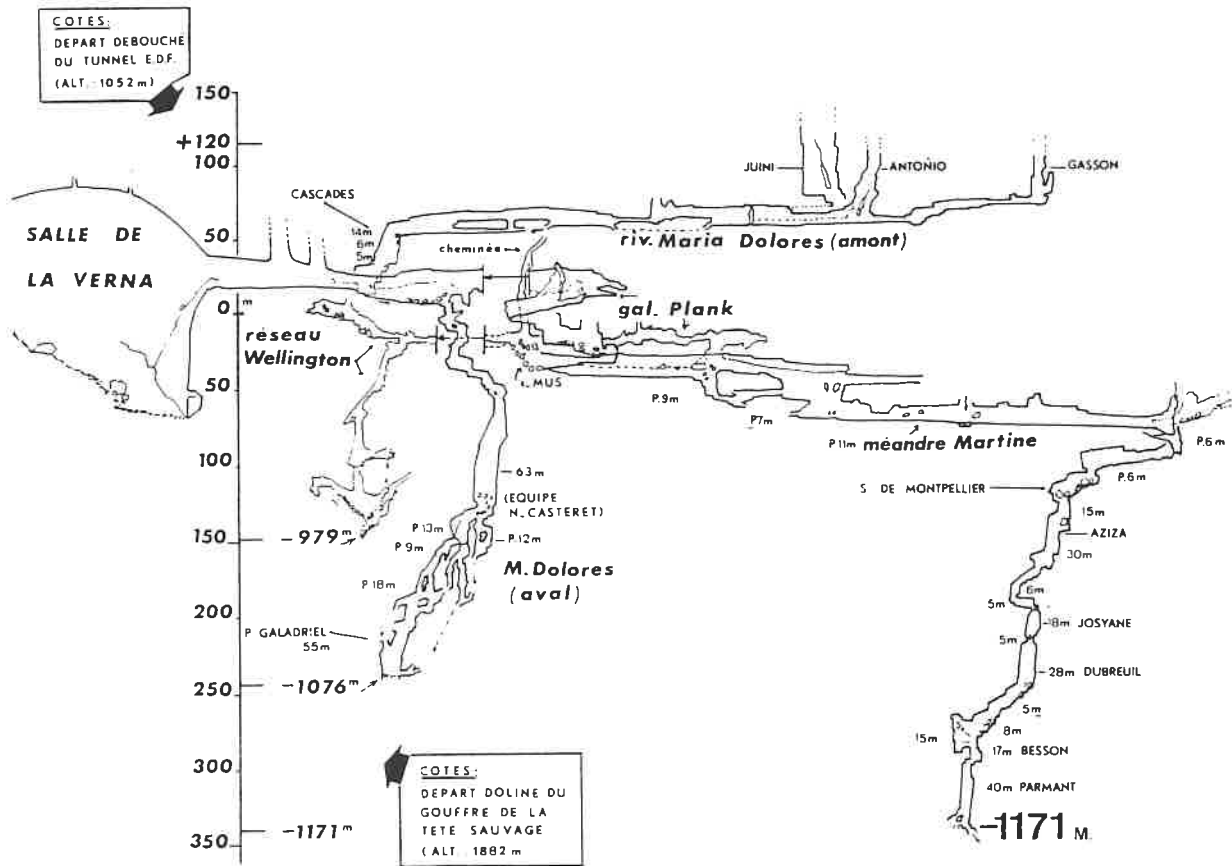 COTES:
DEPART DEBOUCHE
DU TUNNEL E.D.F.
(ALT. 1052m)
150
+120
100
50
0 m
50
100
150
200
250
300
350
SALLE DE
LA VERNA
CASCADES
14m
6m
5m
cheminée
JUINI
ANTONIO
GASSON
riv. Maria Dolores (amont)
gal. Plank
réseau
Wellington
MUS
P.9m
P7m
P11m
méandre Martine
P.6m
P.6m
S DE MONTPELLIER
15m
AZIZA
30m
6m
5m
18m JOSYANE
5m
28m DUBREUIL
5m
8m
15m
17m BESSON
40m PARMANT
-1171 M.
63m
(EQUIPE
N_CASTERET)
P 13m
P.12m
P 9m
P 18m
M. Dolores
(aval)
P GALADRIEL
55m
-979 m
-1076 m
-1171 m
COTES:
DEPART DOLINE DU
GOUFFRE DE LA
TETE SAUVAGE
(ALT. 1882 m